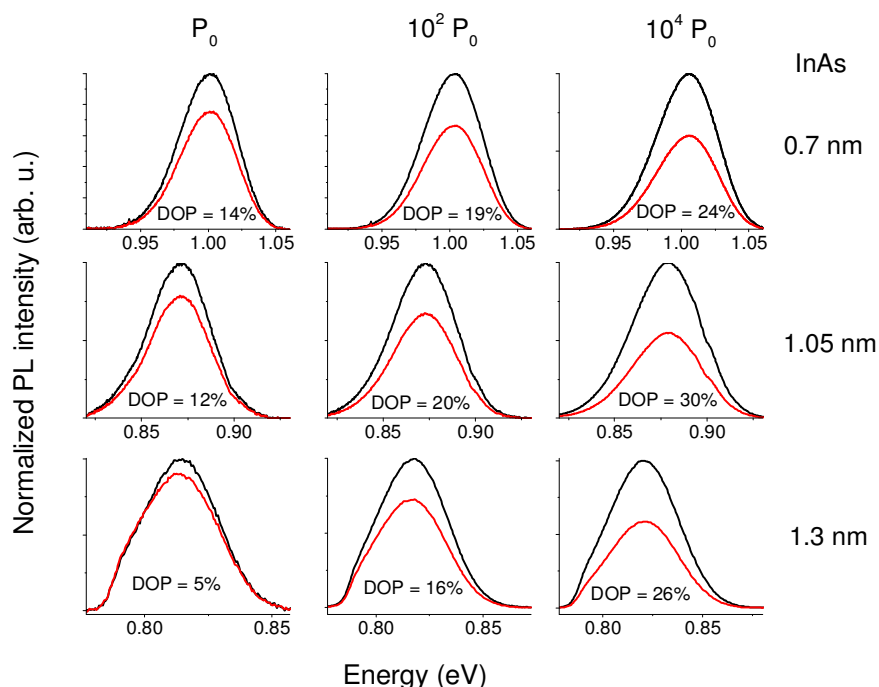 P₀ 10² P₀ 10⁴ P₀
InAs
Normalized PL intensity (arb. u.)
DOP = 14% DOP = 19% DOP = 24%
0.7 nm
0.95 1.00 1.05 0.95 1.00 1.05 0.95 1.00 1.05
DOP = 12% DOP = 20% DOP = 30%
1.05 nm
0.85 0.90 0.85 0.90 0.85 0.90
DOP = 5% DOP = 16% DOP = 26%
1.3 nm
0.80 0.85 0.80 0.85 0.80 0.85
Energy (eV)